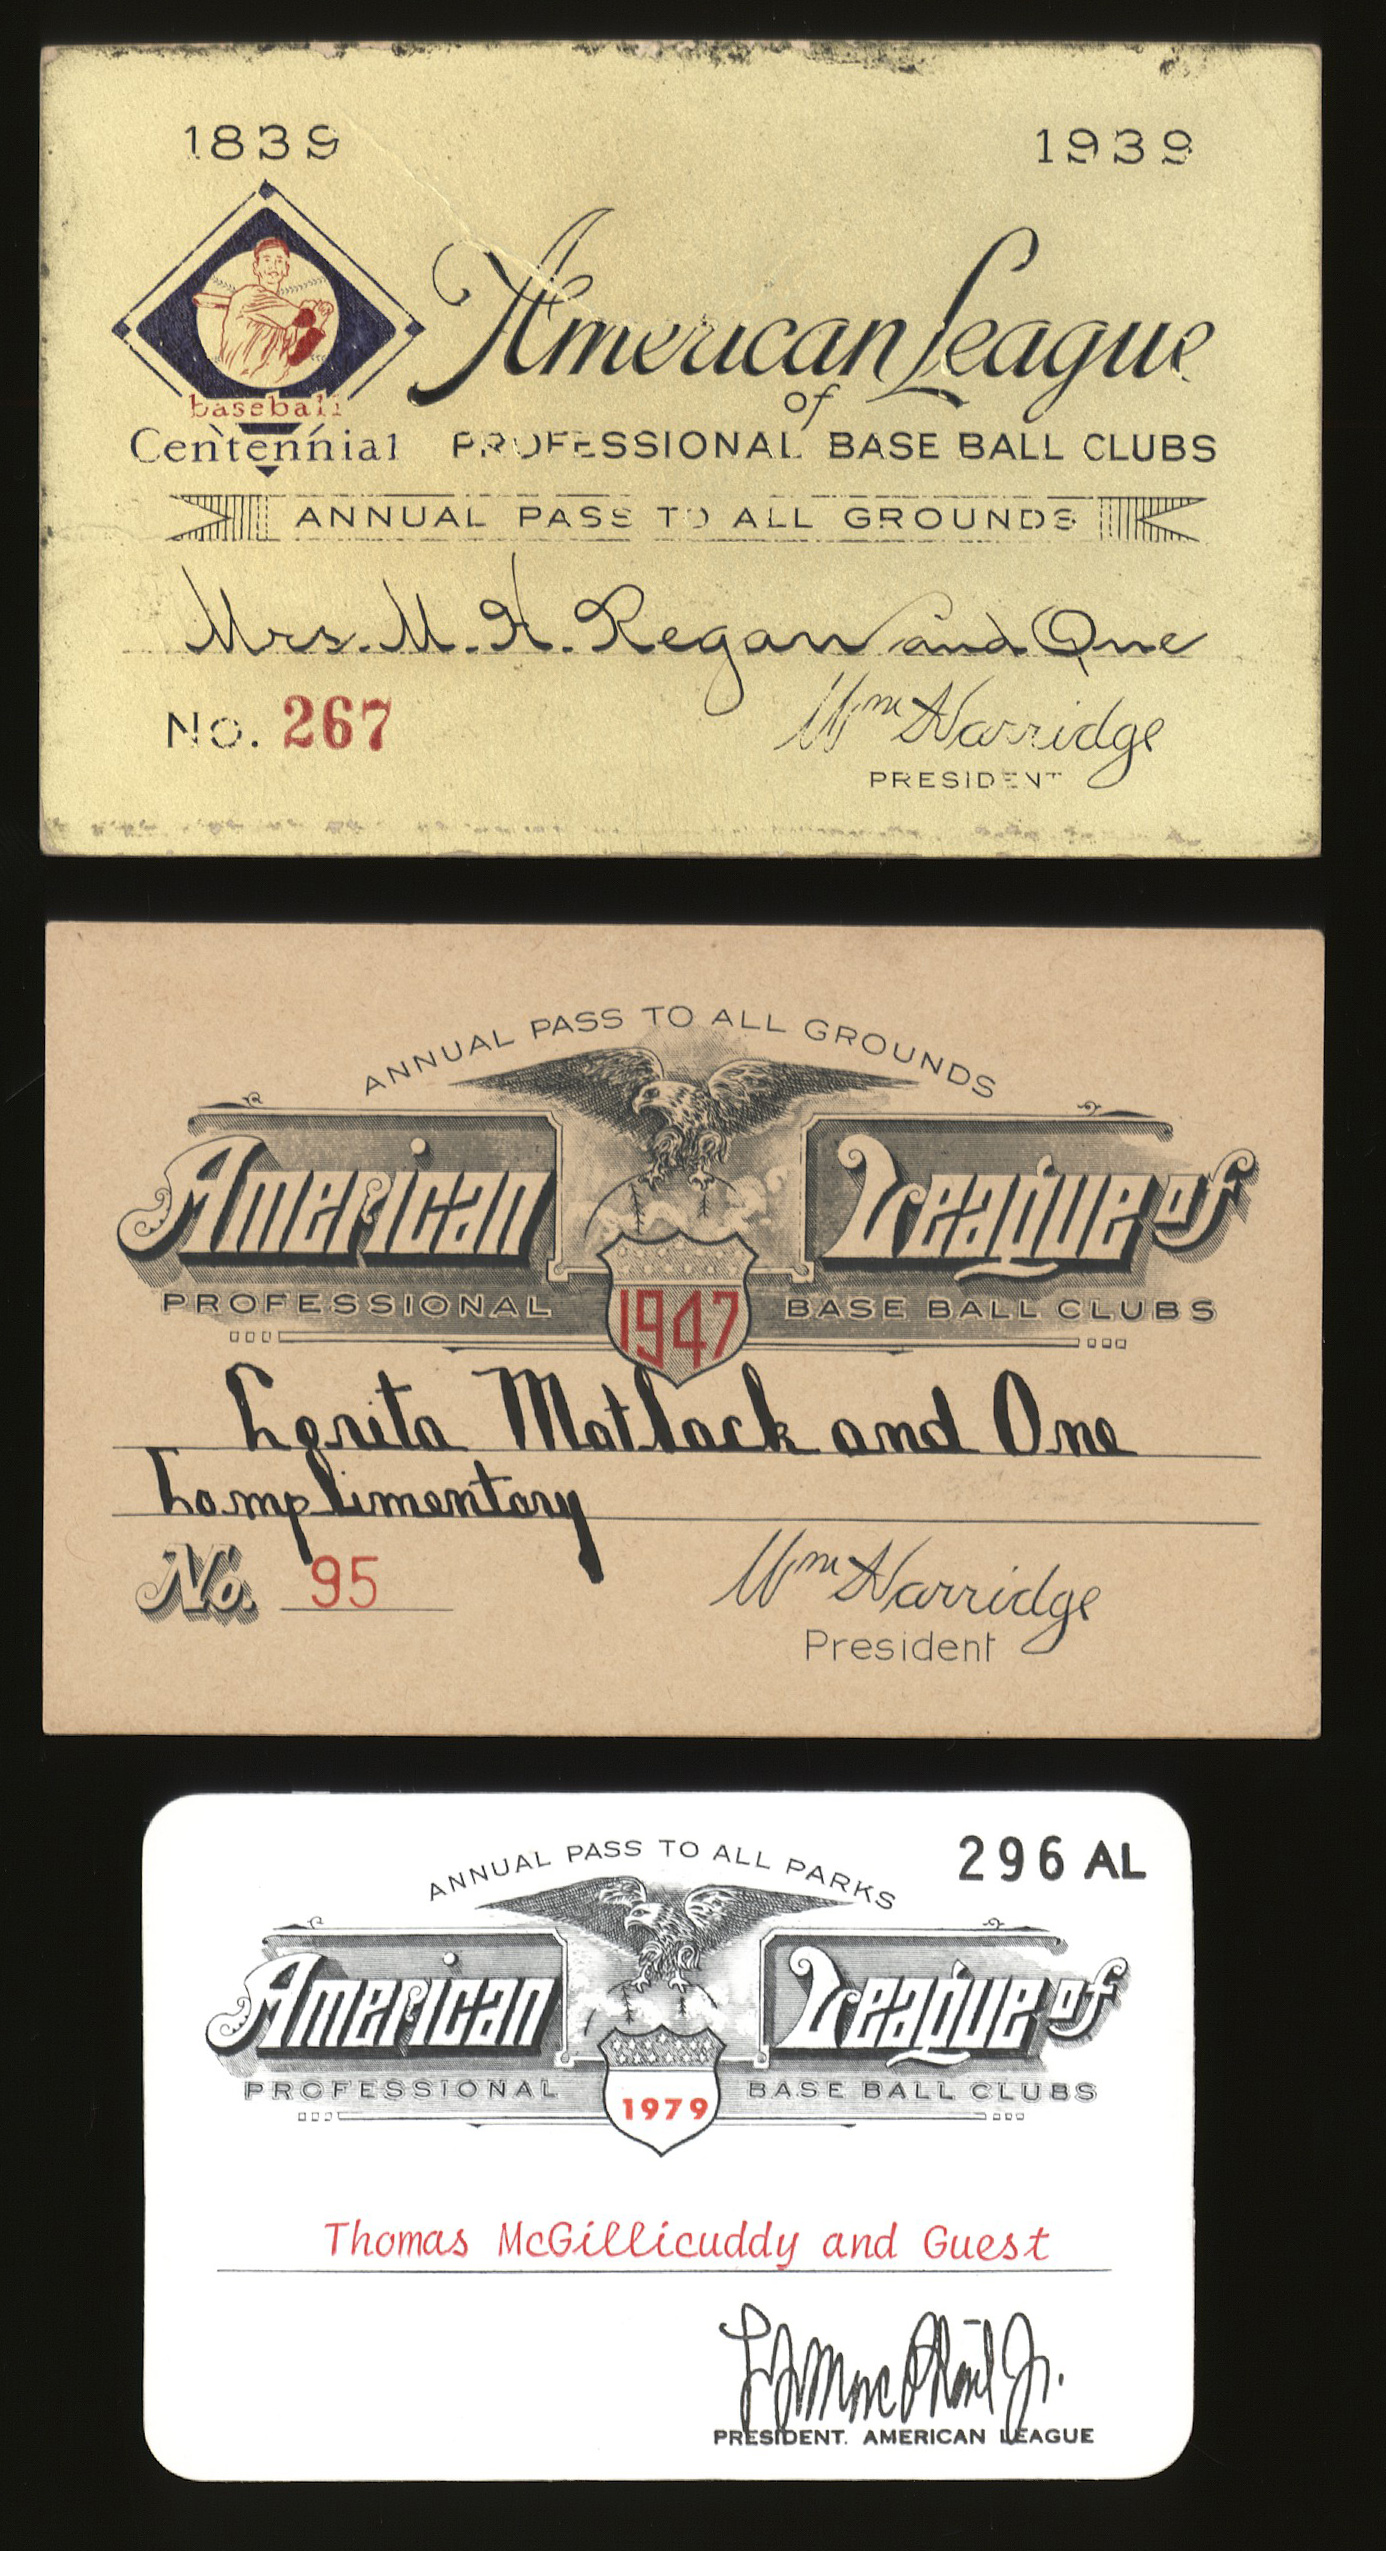 1839 1939
American League
of
baseball
Centennial PROFESSIONAL BASE BALL CLUBS
ANNUAL PASS TO ALL GROUNDS
Mrs. M. H. Regan and One
No. 267
Wm Harridge
PRESIDENT
ANNUAL PASS TO ALL GROUNDS
American League of
PROFESSIONAL BASE BALL CLUBS
1947
Matlack and One
Complimentary
No. 95
Wm Harridge
President
296 AL
ANNUAL PASS TO ALL PARKS
American League of
PROFESSIONAL BASE BALL CLUBS
1979
Thomas McGillicuddy and Guest
MacPhail Jr.
PRESIDENT. AMERICAN LEAGUE